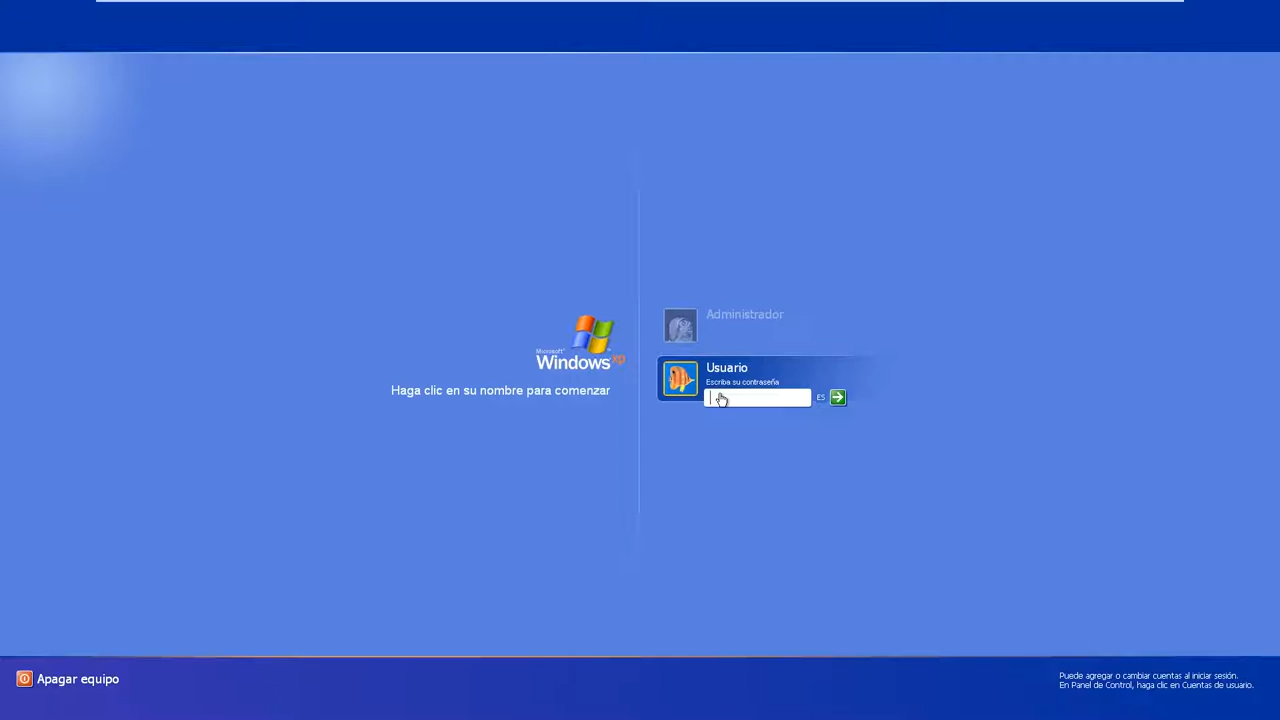 Administrador
Microsoft®
Windows xp
Haga clic en su nombre para comenzar
Usuario
Escriba su contraseña
ES
Apagar equipo
Puede agregar o cambiar cuentas al iniciar sesión.
En Panel de Control, haga clic en Cuentas de usuario.